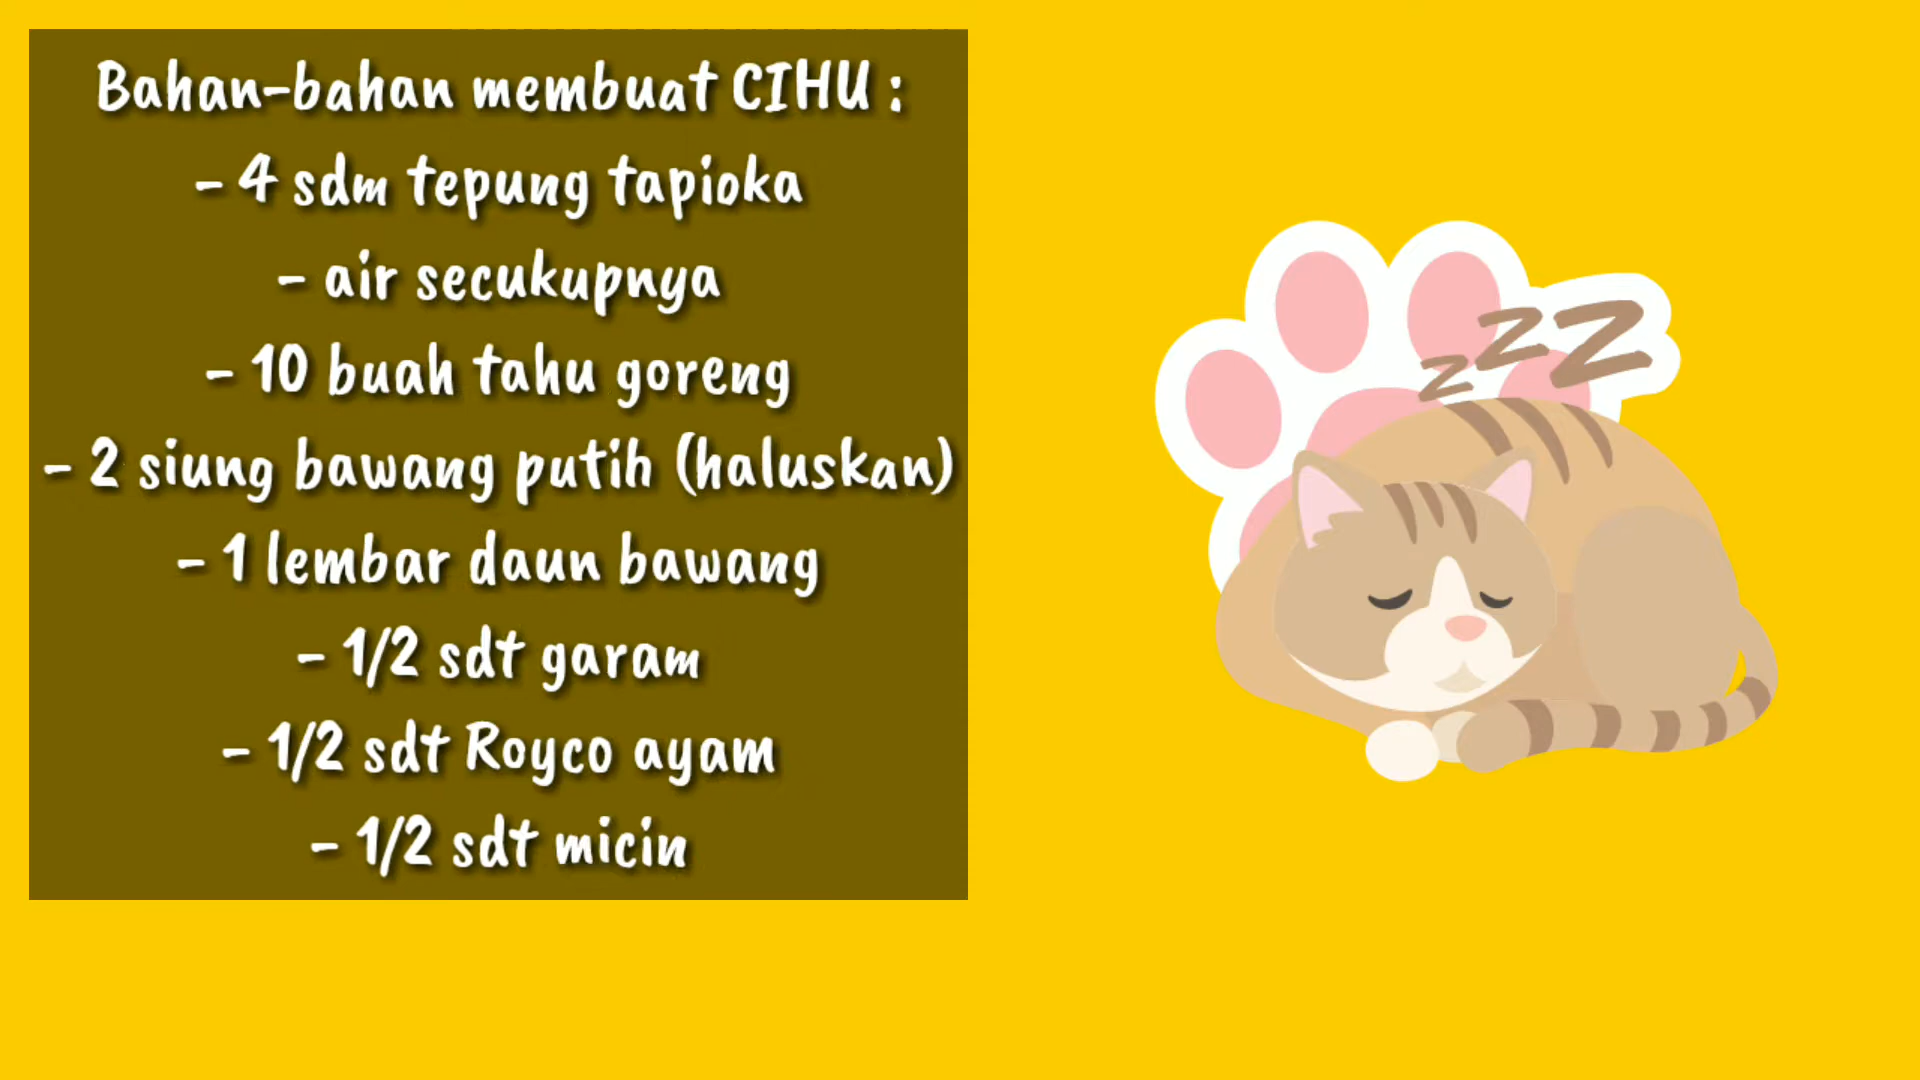 Bahan-bahan membuat CIHU :
- 4 sdm tepung tapioka
- air secukupnya
- 10 buah tahu goreng
- 2 siung bawang putih (haluskan)
- 1 lembar daun bawang
- 1/2 sdt garam
- 1/2 sdt Royco ayam
- 1/2 sdt micin
zzz